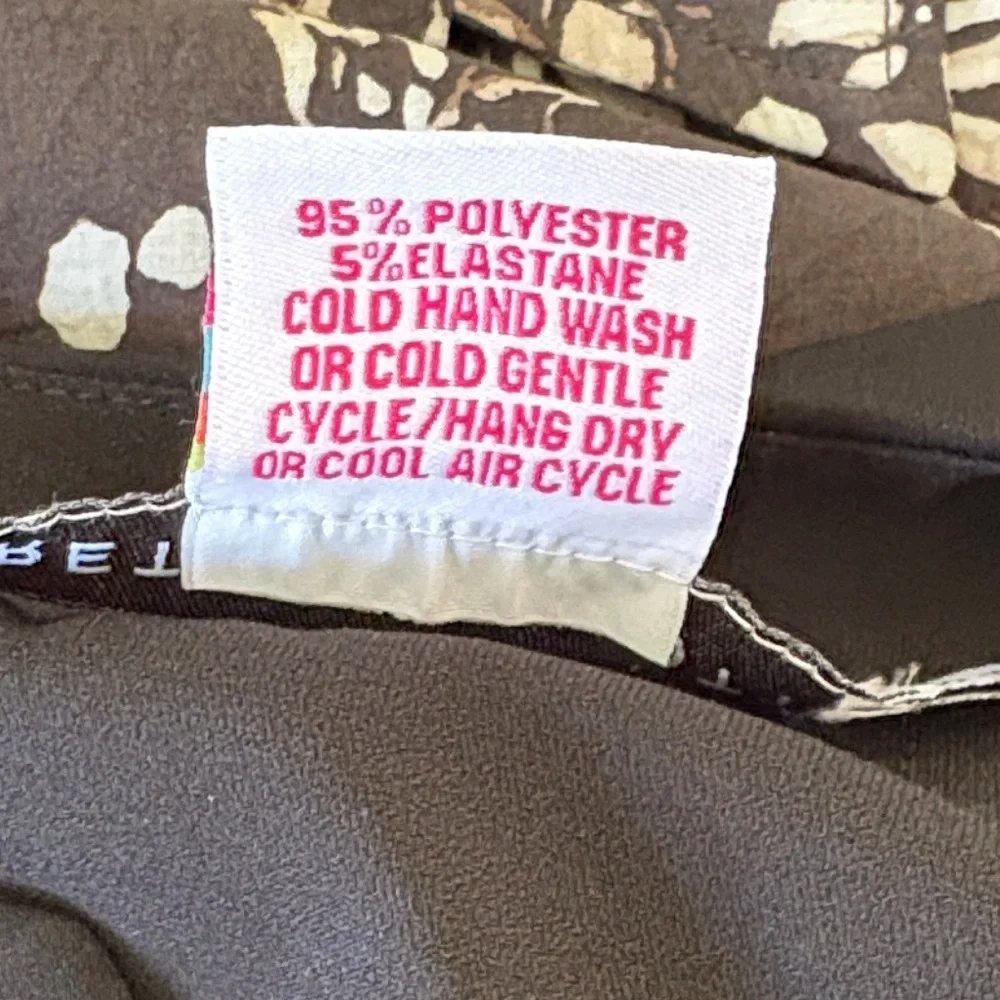 95% POLYESTER
5% ELASTANE
COLD HAND WASH
OR COLD GENTLE
CYCLE/HANG DRY
OR COOL AIR CYCLE